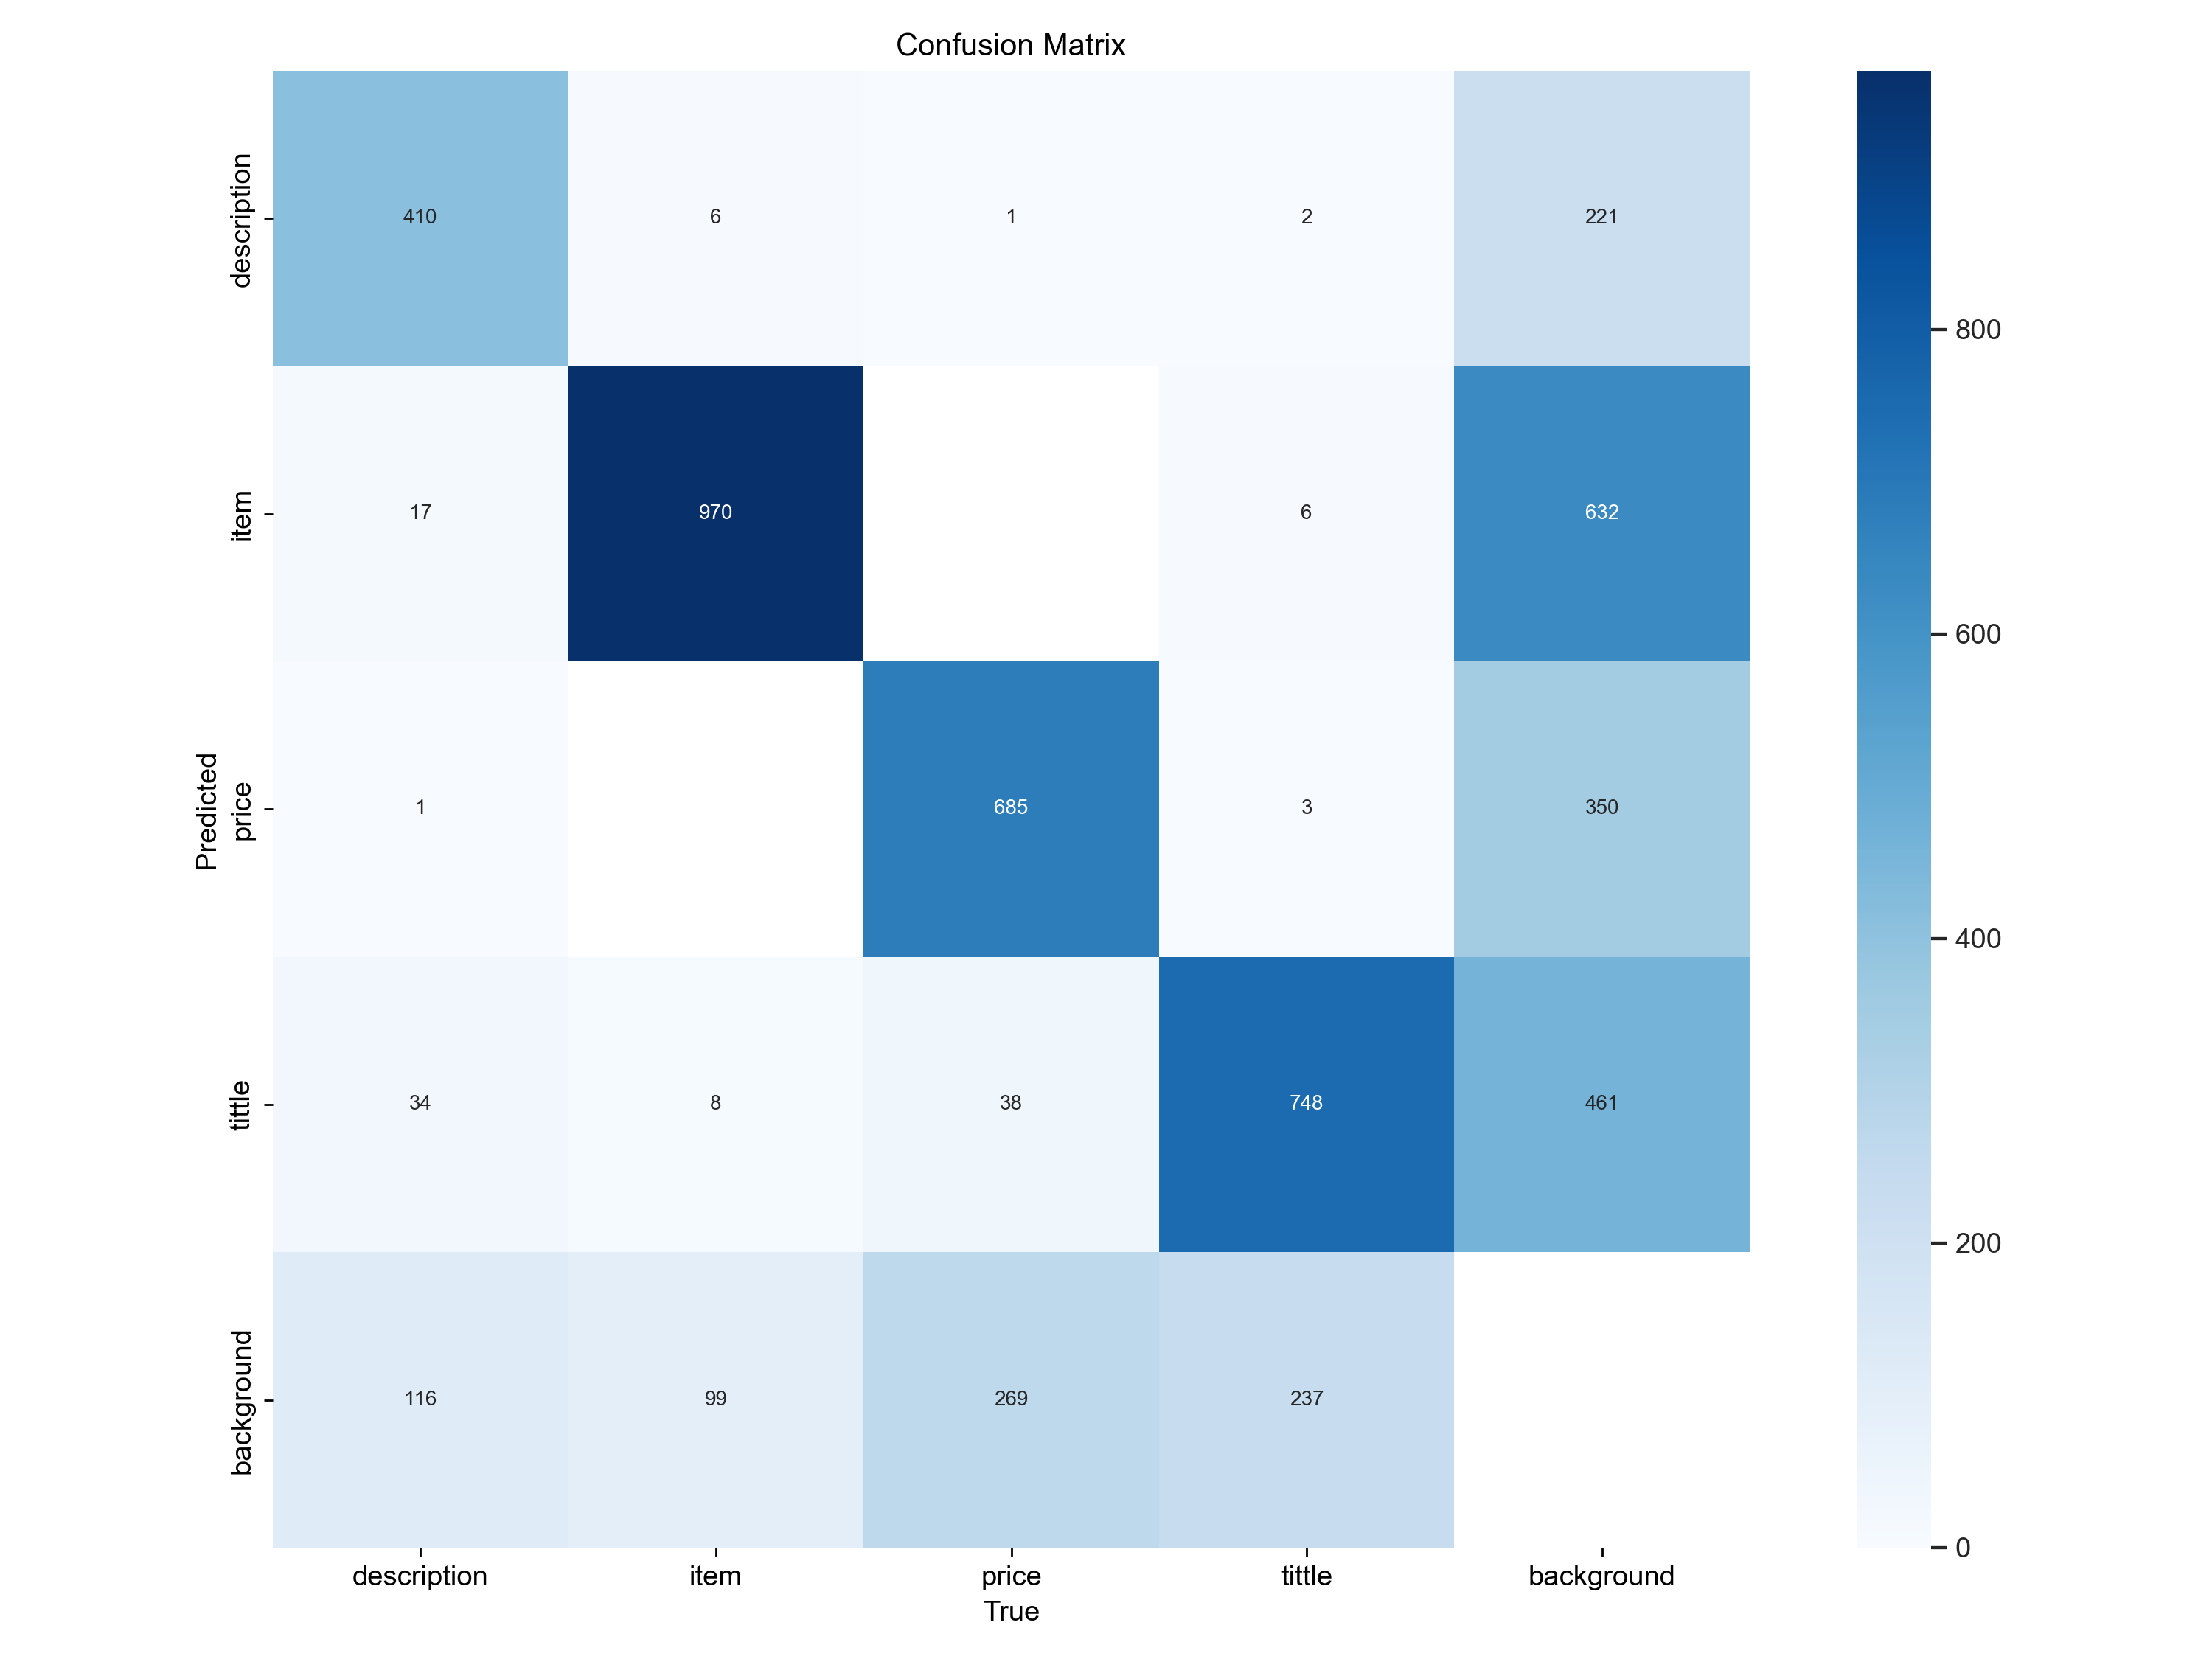 Confusion Matrix
description
410 6 1 2 221
item
17 970 6 632
Predicted
price
1 685 3 350
tittle
34 8 38 748 461
background
116 99 269 237
description item price tittle background
True
800
600
400
200
0